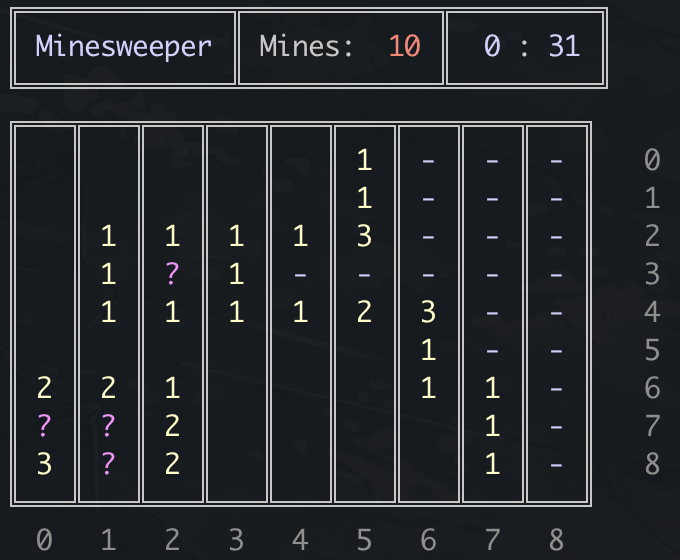 Minesweeper Mines: 10 0 : 31
1 - - - 0
1 - - - 1
1 1 1 1 3 - - - 2
1 ? 1 - - - - - 3
1 1 1 1 2 3 - - 4
1 - - 5
2 2 1 1 1 - 6
? ? 2 1 - 7
3 ? 2 1 - 8
0 1 2 3 4 5 6 7 8